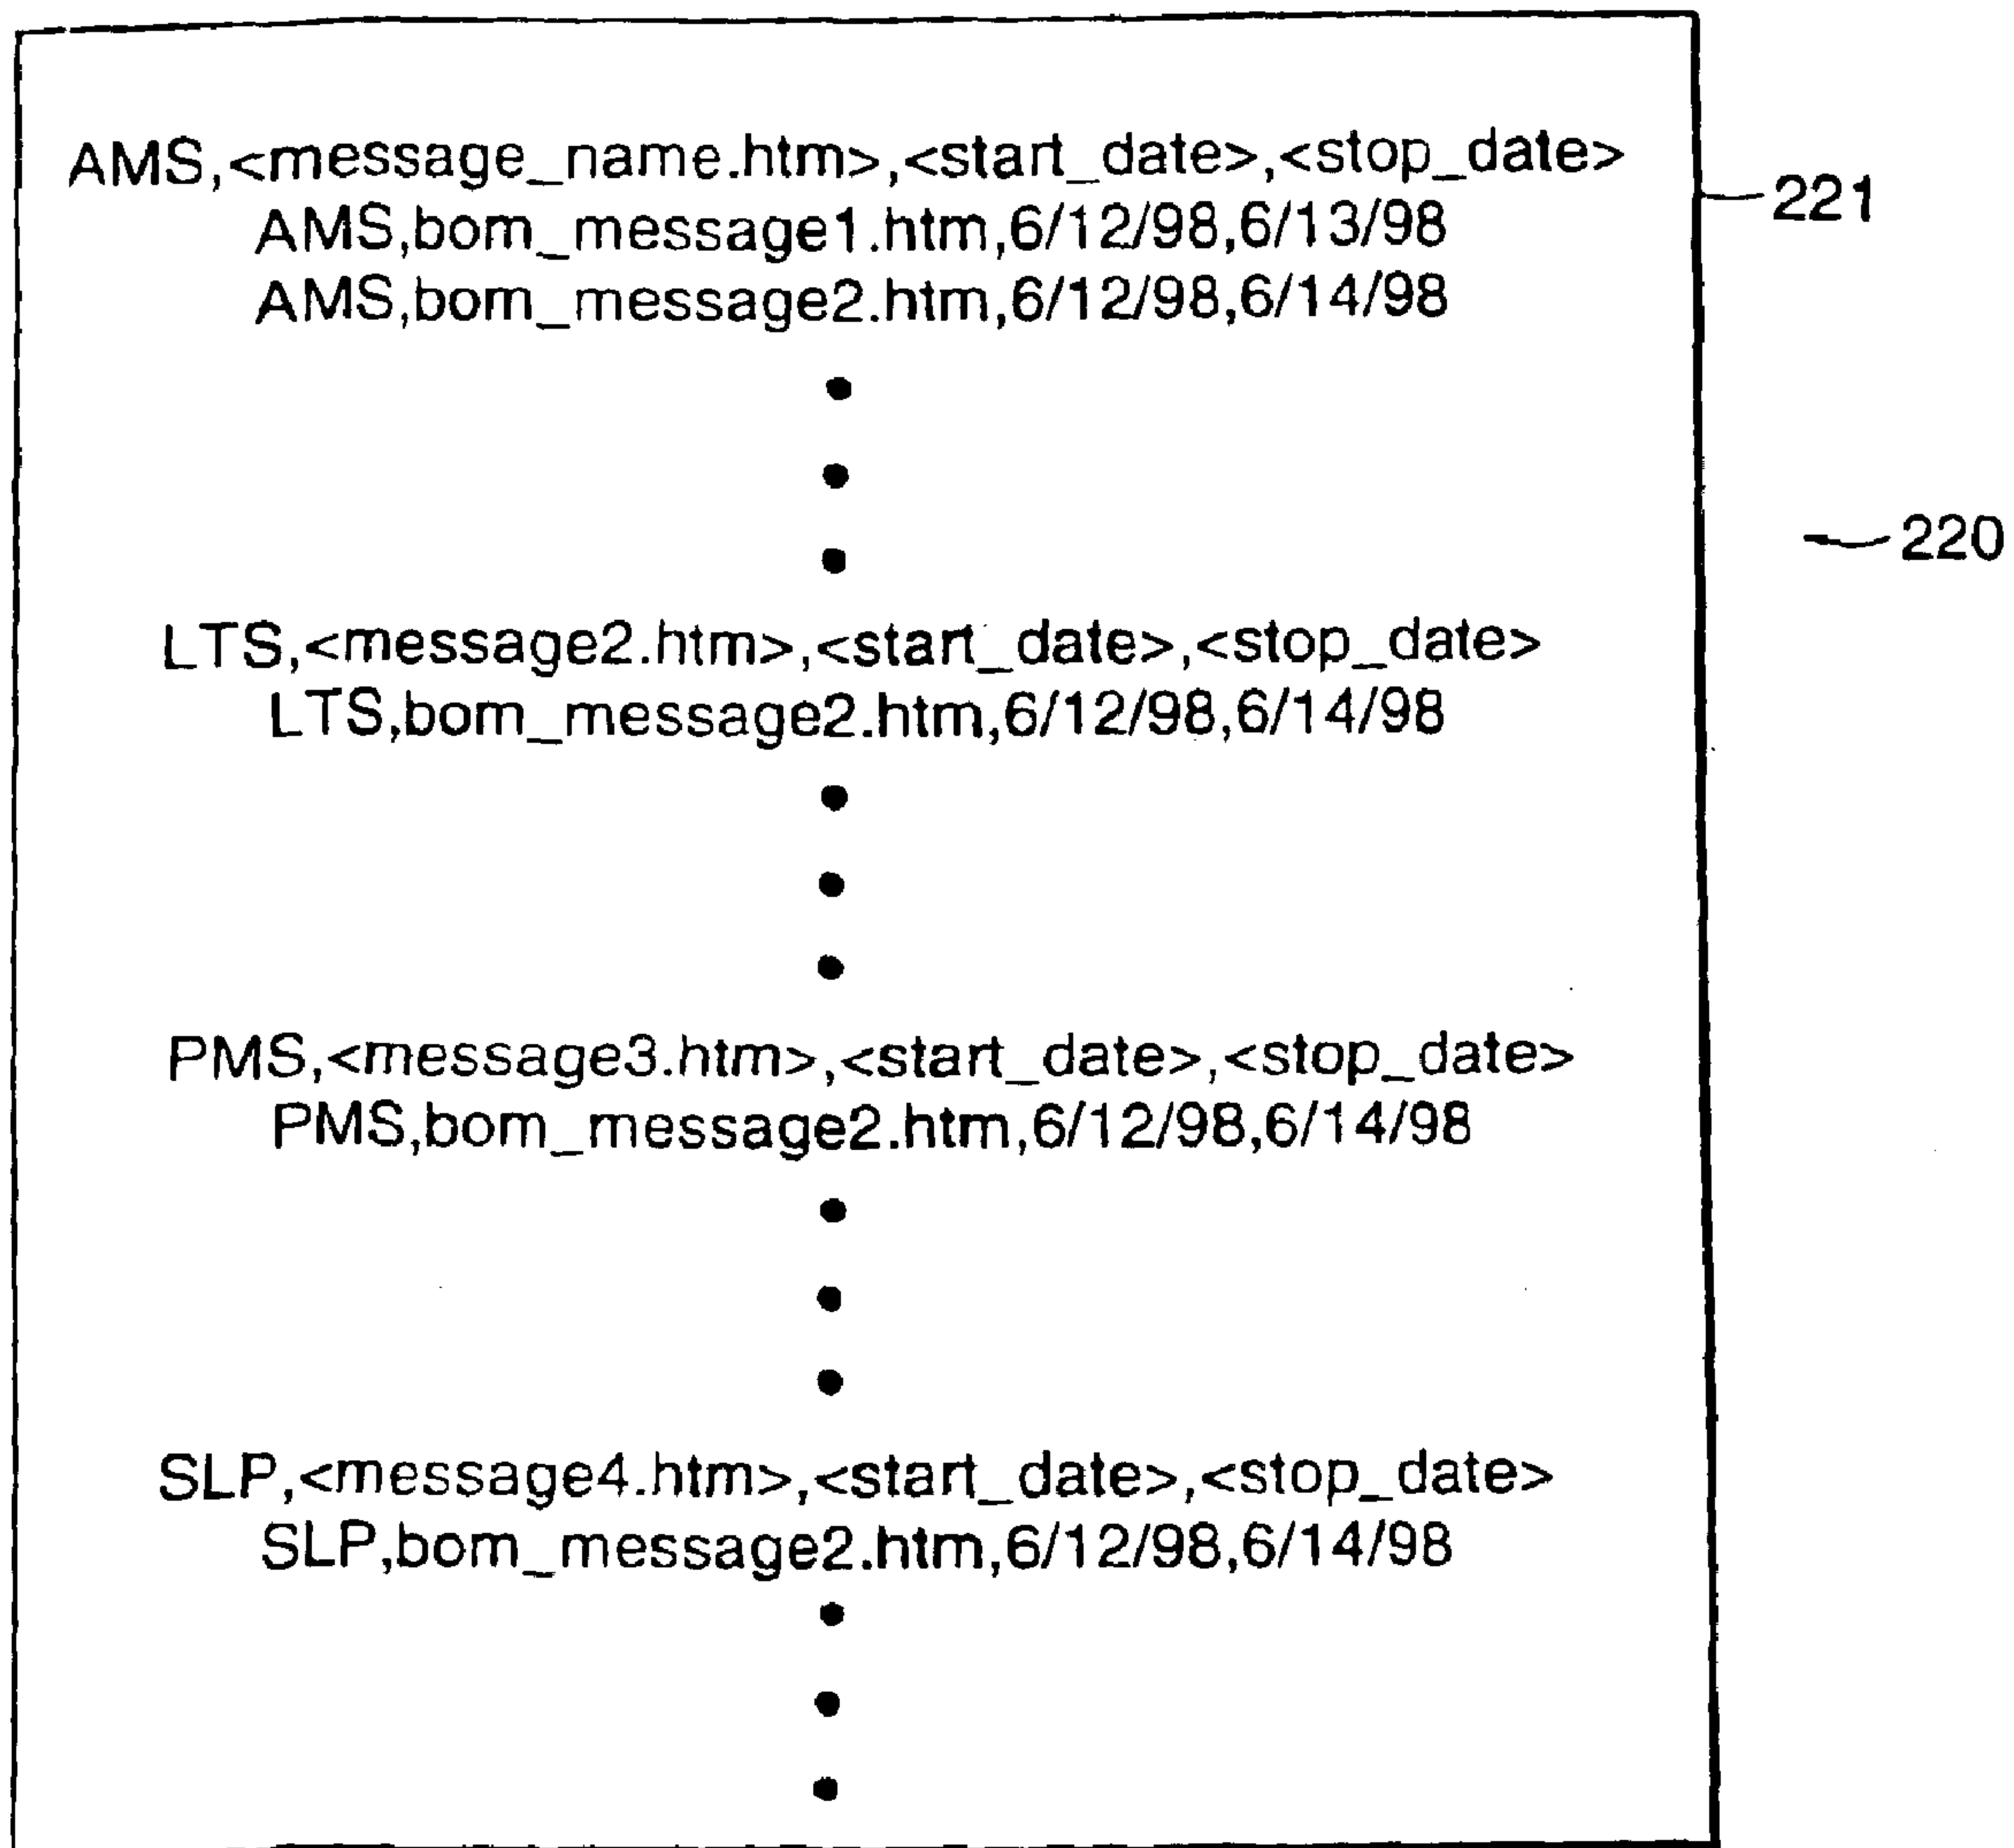 AMS,<message_name.htm>,<start_date>,<stop_date>
221
AMS,bom_message1.htm,6/12/98,6/13/98
AMS,bom_message2.htm,6/12/98,6/14/98
220
LTS,<message2.htm>,<start_date>,<stop_date>
LTS,bom_message2.htm,6/12/98,6/14/98
PMS,<message3.htm>,<start_date>,<stop_date>
PMS,bom_message2.htm,6/12/98,6/14/98
SLP,<message4.htm>,<start_date>,<stop_date>
SLP,bom_message2.htm,6/12/98,6/14/98